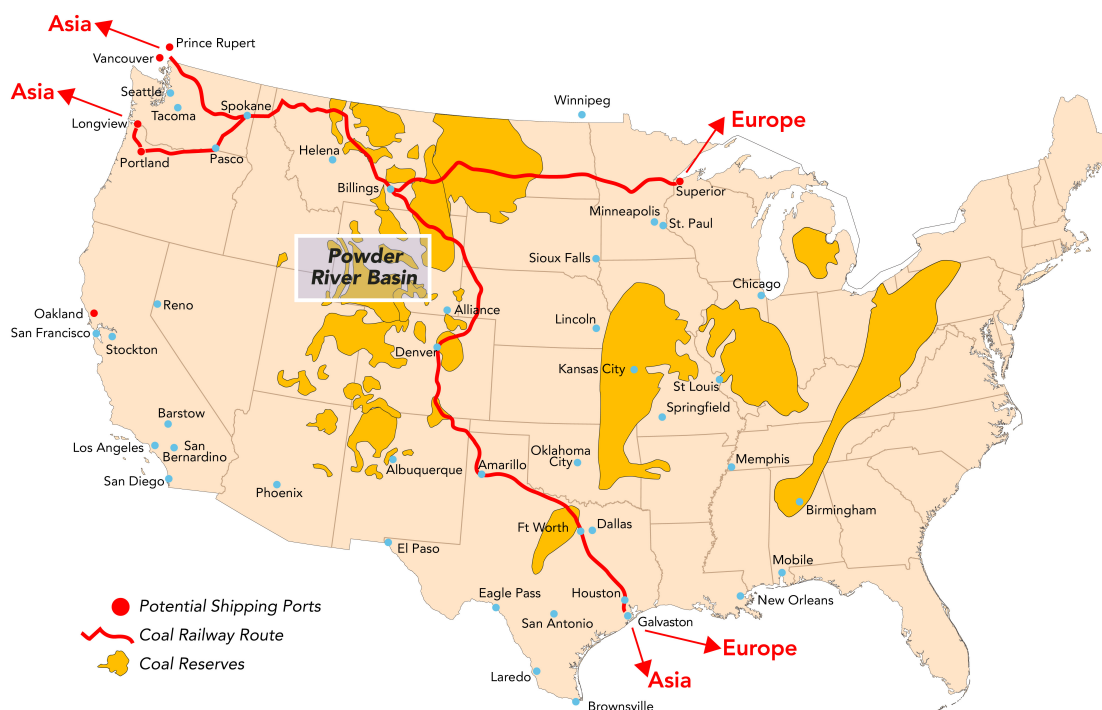 Asia
Prince Rupert
Vancouver
Asia
Seattle
Tacoma
Spokane
Longview
Portland
Pasco
Helena
Billings
Winnipeg
Europe
Superior
Minneapolis
St. Paul
Sioux Falls
Powder
River Basin
Chicago
Reno
Oakland
San Francisco
Stockton
Alliance
Lincoln
Denver
Kansas City
St Louis
Springfield
Barstow
Los Angeles
San
Bernardino
San Diego
Phoenix
Albuquerque
Amarillo
Oklahoma
City
Memphis
Birmingham
Ft Worth
Dallas
El Paso
Mobile
Eagle Pass
Houston
San Antonio
Galvaston
New Orleans
Europe
Asia
Laredo
Brownsville
Potential Shipping Ports
Coal Railway Route
Coal Reserves